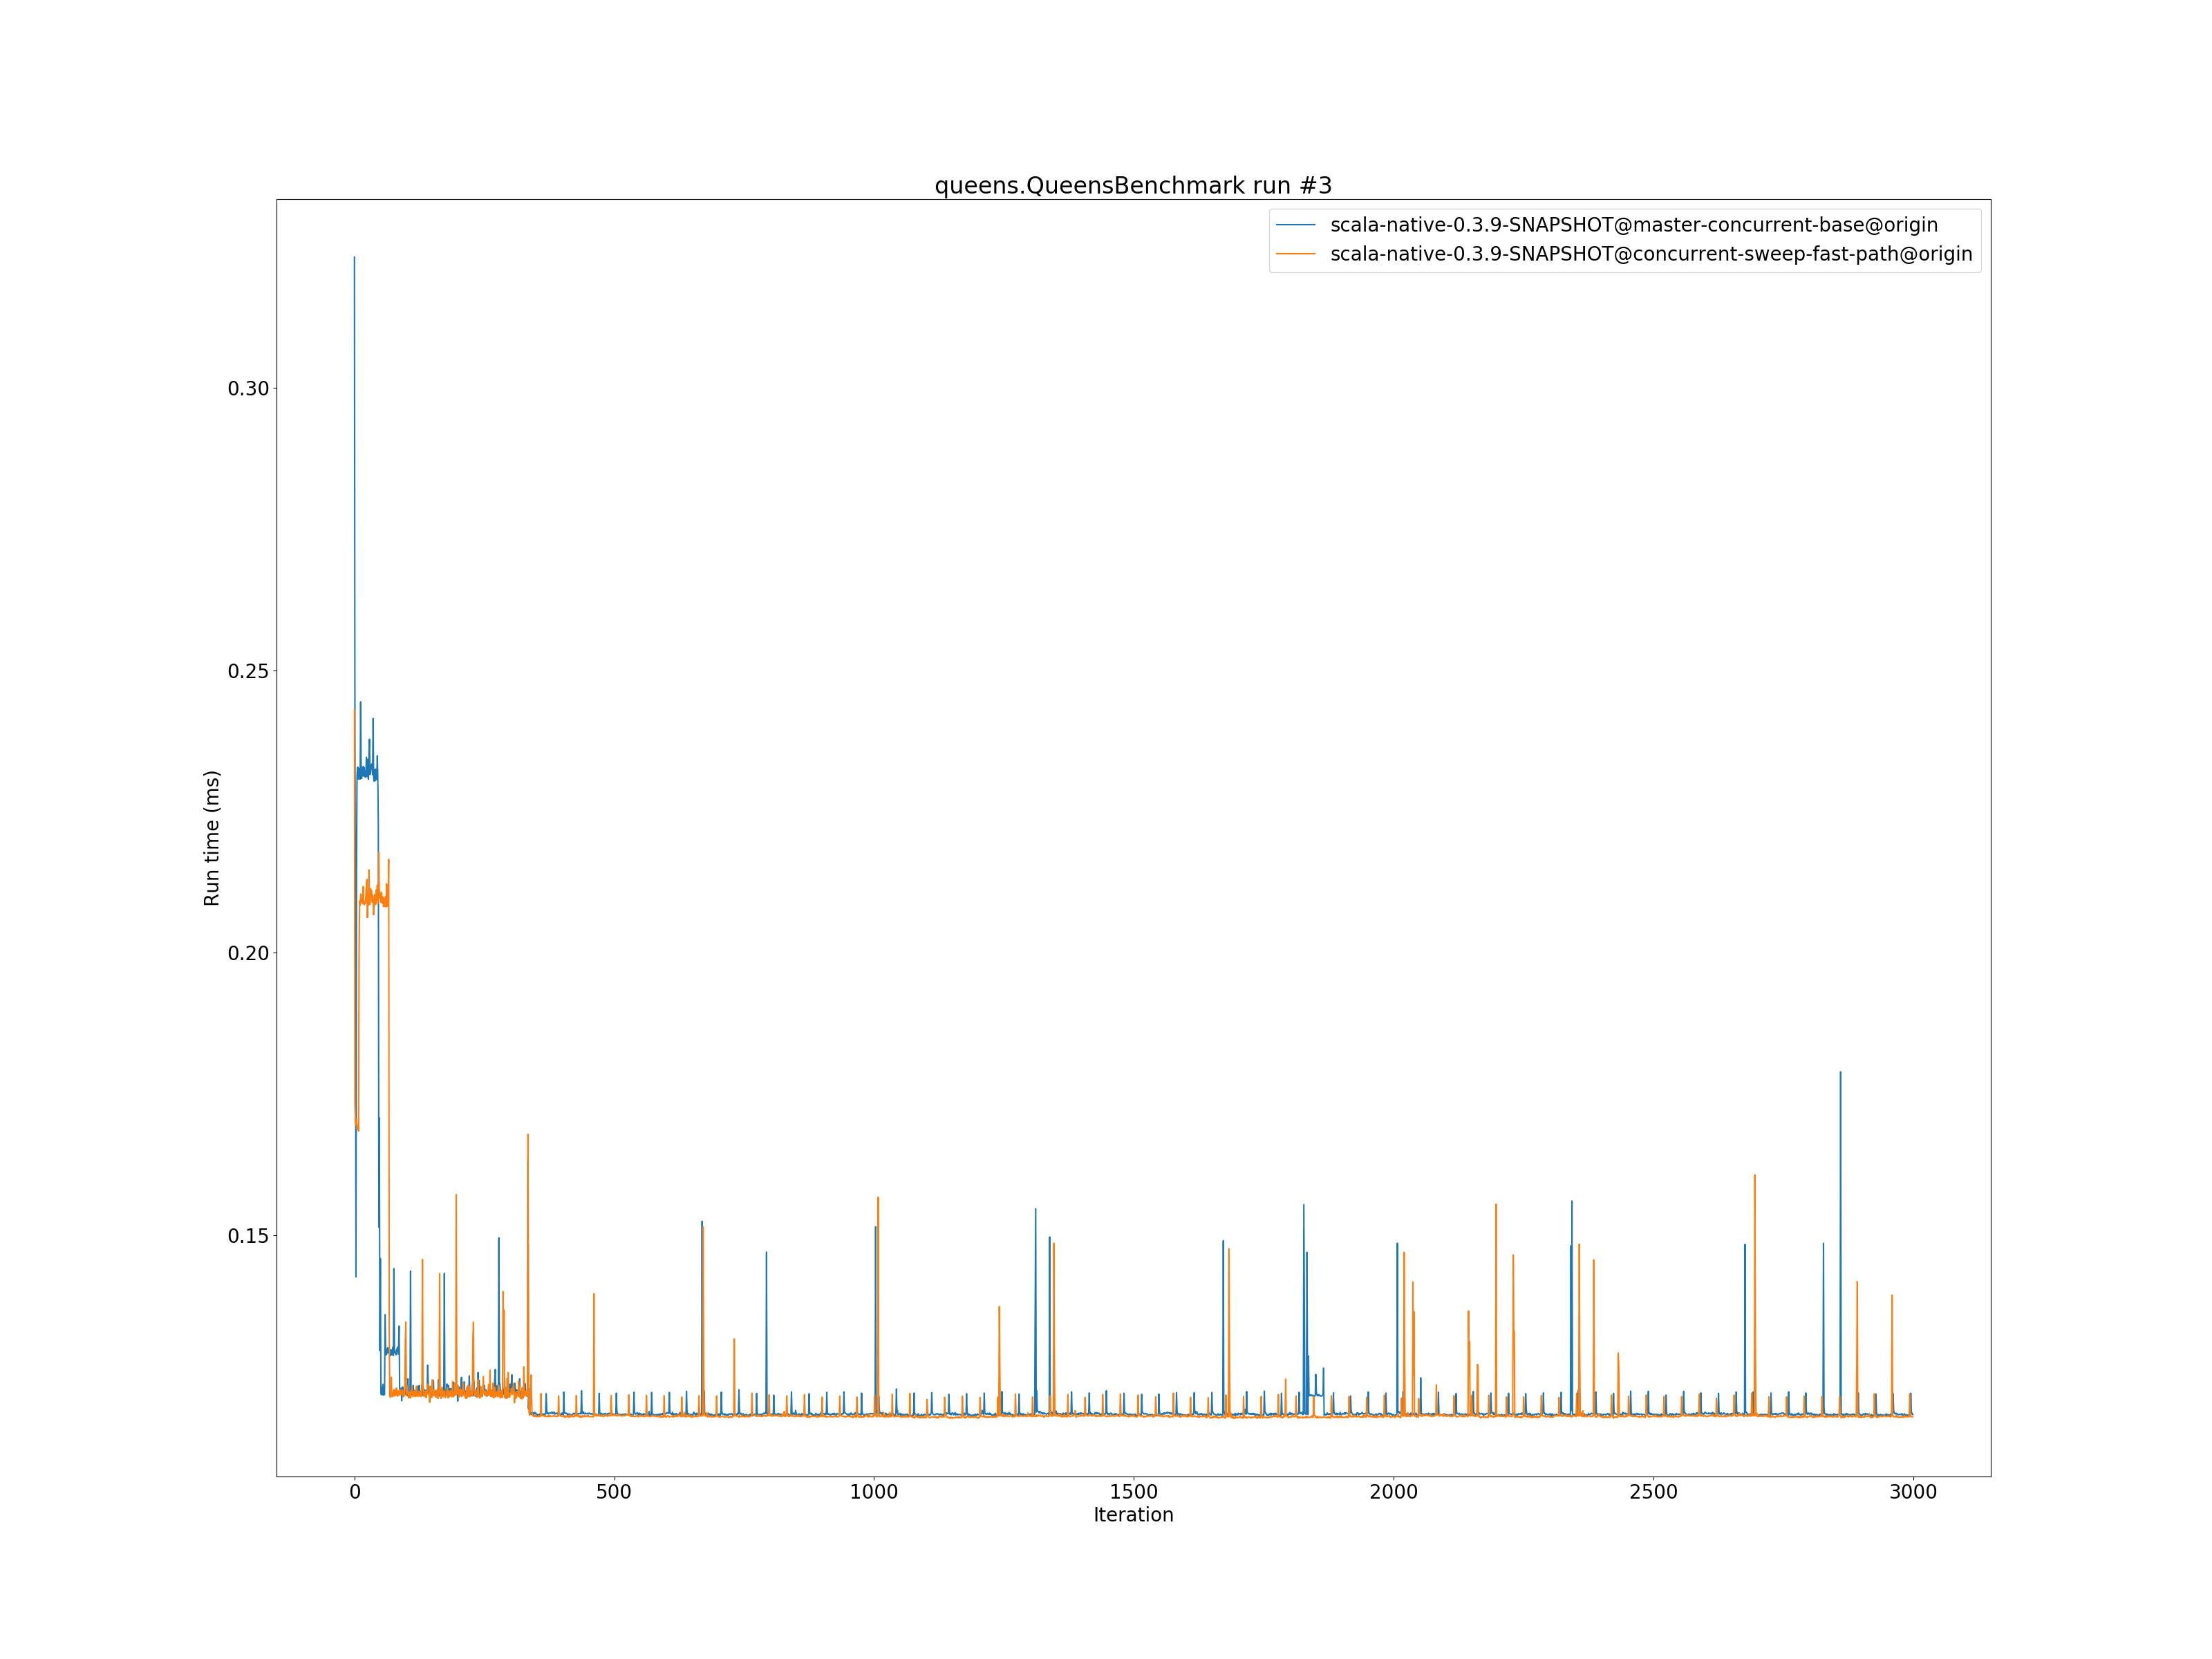 queens.QueensBenchmark run #3
scala-native-0.3.9-SNAPSHOT@master-concurrent-base@origin
scala-native-0.3.9-SNAPSHOT@concurrent-sweep-fast-path@origin
0.30
0.25
0.20
0.15
Run time (ms)
0
500
1000
1500
2000
2500
3000
Iteration